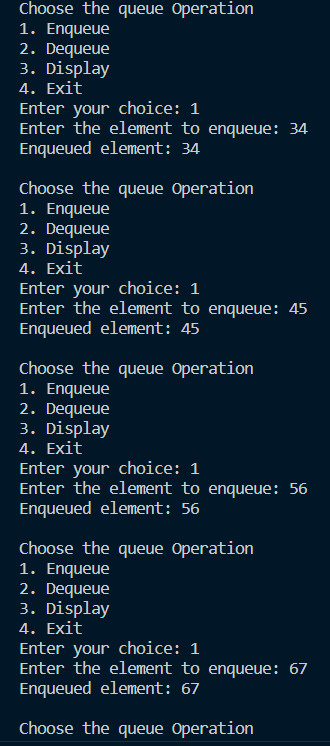 Choose the queue Operation
1. Enqueue
2. Dequeue
3. Display
4. Exit
Enter your choice: 1
Enter the element to enqueue: 34
Enqueued element: 34
Choose the queue Operation
1. Enqueue
2. Dequeue
3. Display
4. Exit
Enter your choice: 1
Enter the element to enqueue: 45
Enqueued element: 45
Choose the queue Operation
1. Enqueue
2. Dequeue
3. Display
4. Exit
Enter your choice: 1
Enter the element to enqueue: 56
Enqueued element: 56
Choose the queue Operation
1. Enqueue
2. Dequeue
3. Display
4. Exit
Enter your choice: 1
Enter the element to enqueue: 67
Enqueued element: 67
Choose the queue Operation